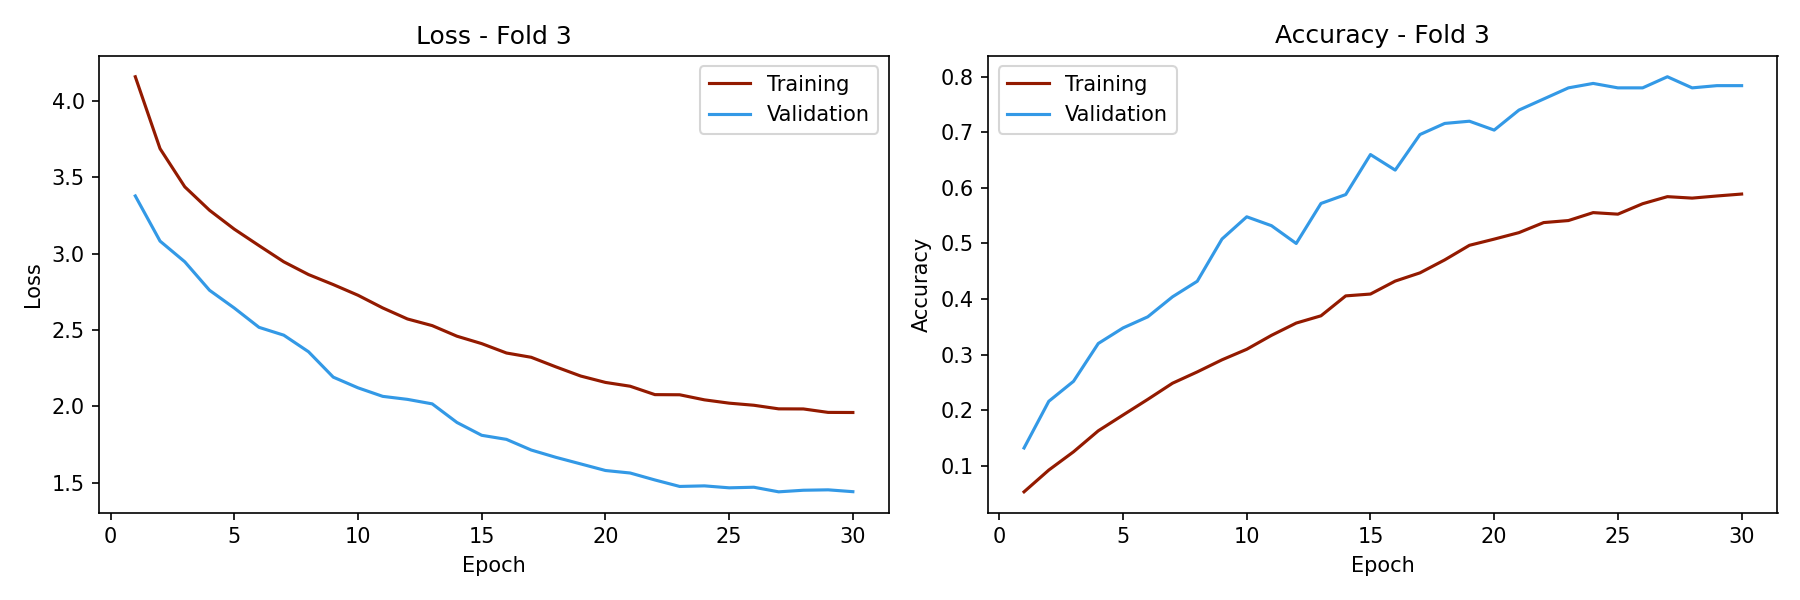 Loss - Fold 3
Training
Validation
4.0
3.5
3.0
2.5
2.0
1.5
Loss
0 5 10 15 20 25 30
Epoch
Accuracy - Fold 3
Training
Validation
0.8
0.7
0.6
0.5
0.4
0.3
0.2
0.1
Accuracy
0 5 10 15 20 25 30
Epoch